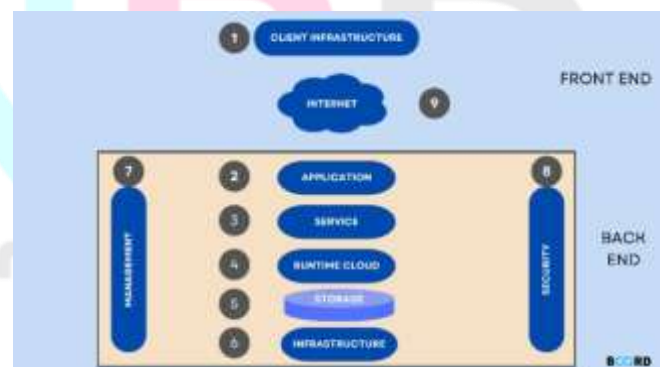 1 CLIENT INFRASTRUCTURE
FRONT END
INTERNET 9
7
8
2 APPLICATION
3 SERVICE
4 RUNTIME CLOUD
5 STORAGE
6 INFRASTRUCTURE
MANAGEMENT
SECURITY
BACK
END